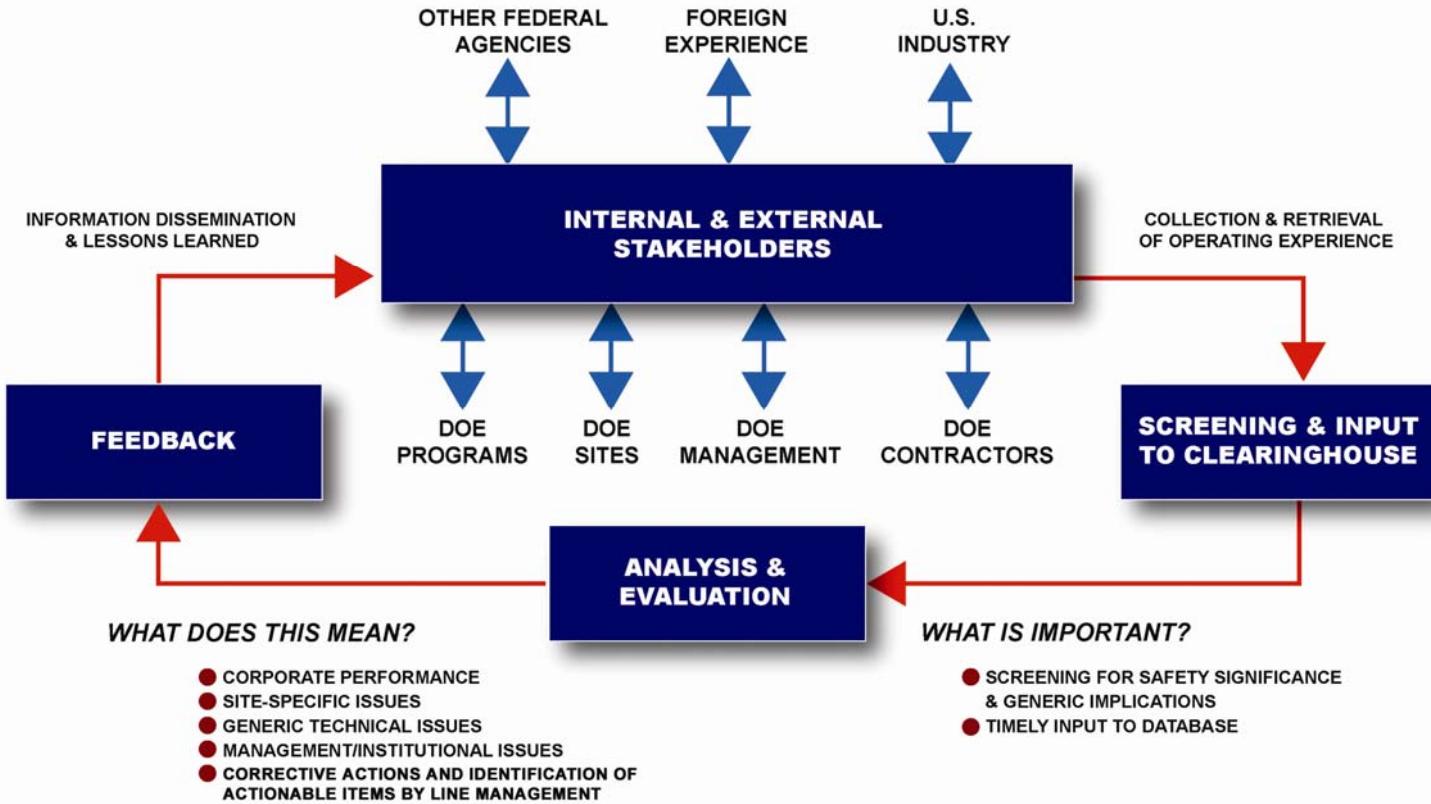 OTHER FEDERAL
AGENCIES
FOREIGN
EXPERIENCE
U.S.
INDUSTRY
INFORMATION DISSEMINATION
& LESSONS LEARNED
INTERNAL & EXTERNAL
STAKEHOLDERS
COLLECTION & RETRIEVAL
OF OPERATING EXPERIENCE
FEEDBACK
DOE
PROGRAMS
DOE
SITES
DOE
MANAGEMENT
DOE
CONTRACTORS
SCREENING & INPUT
TO CLEARINGHOUSE
ANALYSIS &
EVALUATION
WHAT DOES THIS MEAN?
CORPORATE PERFORMANCE
SITE-SPECIFIC ISSUES
GENERIC TECHNICAL ISSUES
MANAGEMENT/INSTITUTIONAL ISSUES
CORRECTIVE ACTIONS AND IDENTIFICATION OF
ACTIONABLE ITEMS BY LINE MANAGEMENT
WHAT IS IMPORTANT?
SCREENING FOR SAFETY SIGNIFICANCE
& GENERIC IMPLICATIONS
TIMELY INPUT TO DATABASE